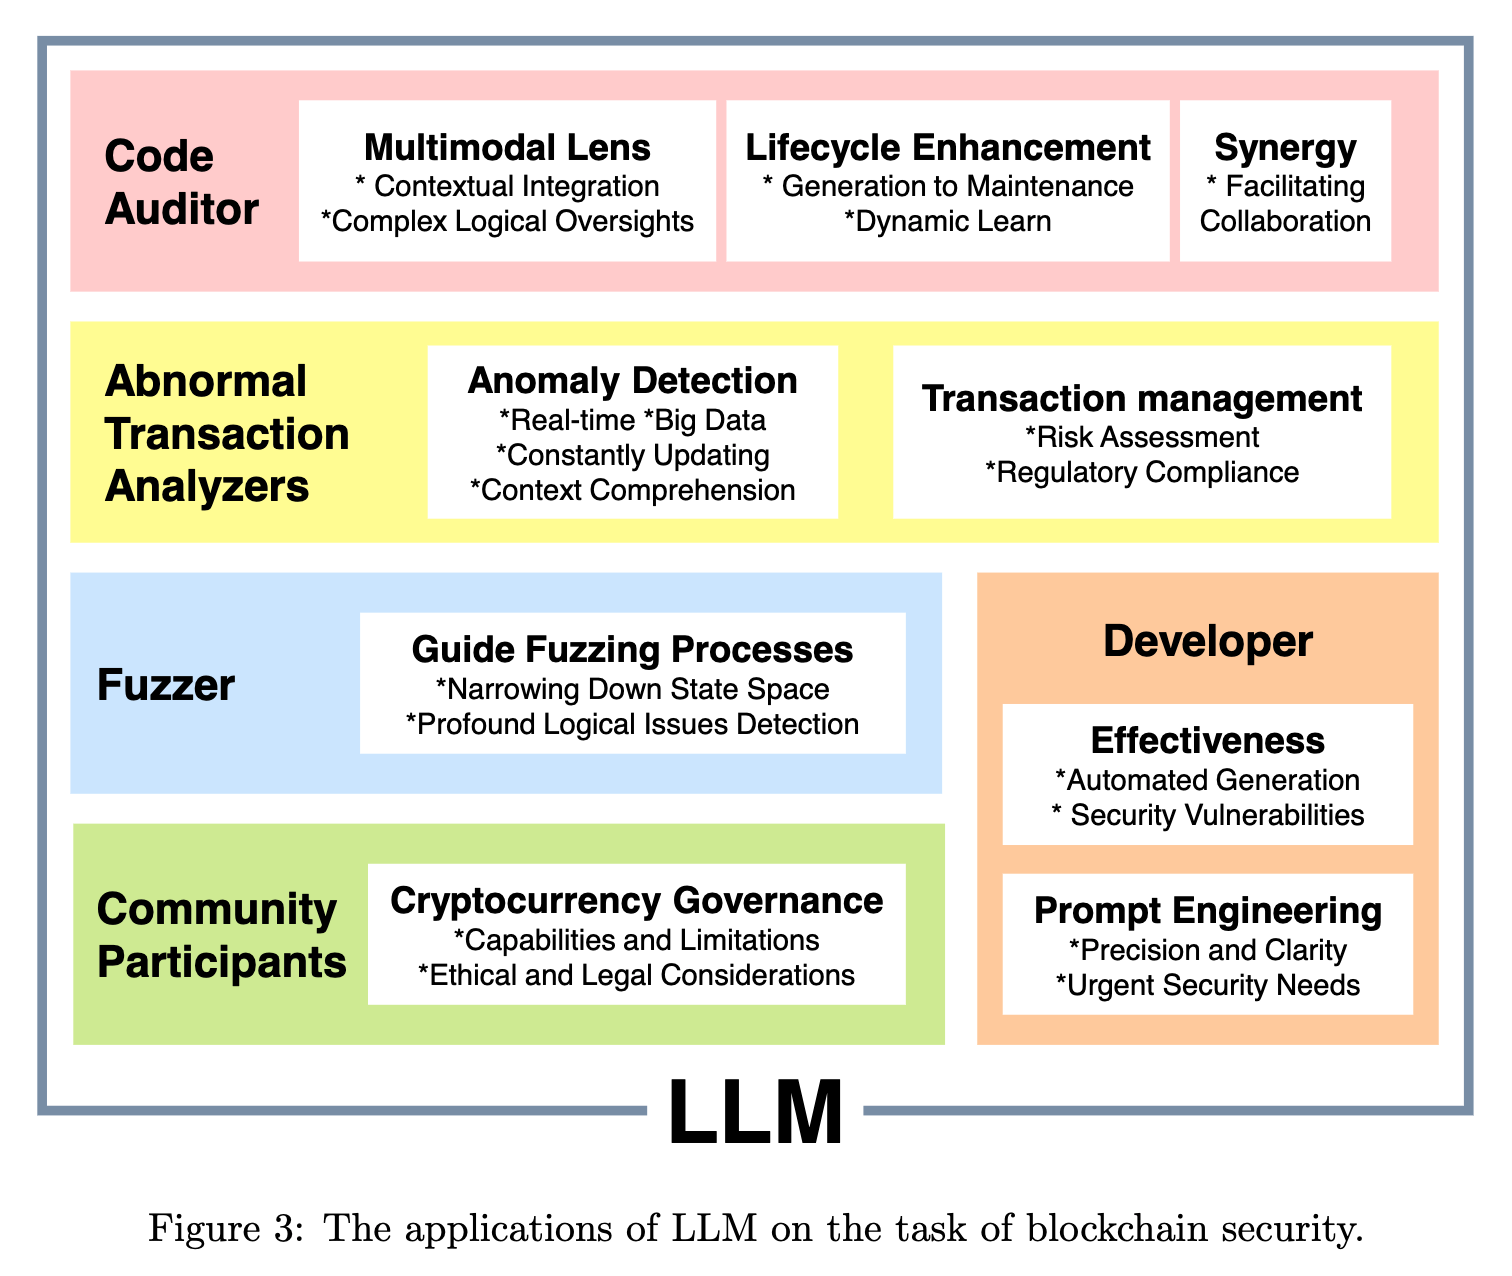 Code
Auditor
Multimodal Lens
* Contextual Integration
*Complex Logical Oversights
Lifecycle Enhancement
* Generation to Maintenance
*Dynamic Learn
Synergy
* Facilitating
Collaboration
Abnormal
Transaction
Analyzers
Anomaly Detection
*Real-time *Big Data
*Constantly Updating
*Context Comprehension
Transaction management
*Risk Assessment
*Regulatory Compliance
Fuzzer
Guide Fuzzing Processes
*Narrowing Down State Space
*Profound Logical Issues Detection
Developer
Effectiveness
*Automated Generation
* Security Vulnerabilities
Prompt Engineering
*Precision and Clarity
*Urgent Security Needs
Community
Participants
Cryptocurrency Governance
*Capabilities and Limitations
*Ethical and Legal Considerations
LLM
Figure 3: The applications of LLM on the task of blockchain security.